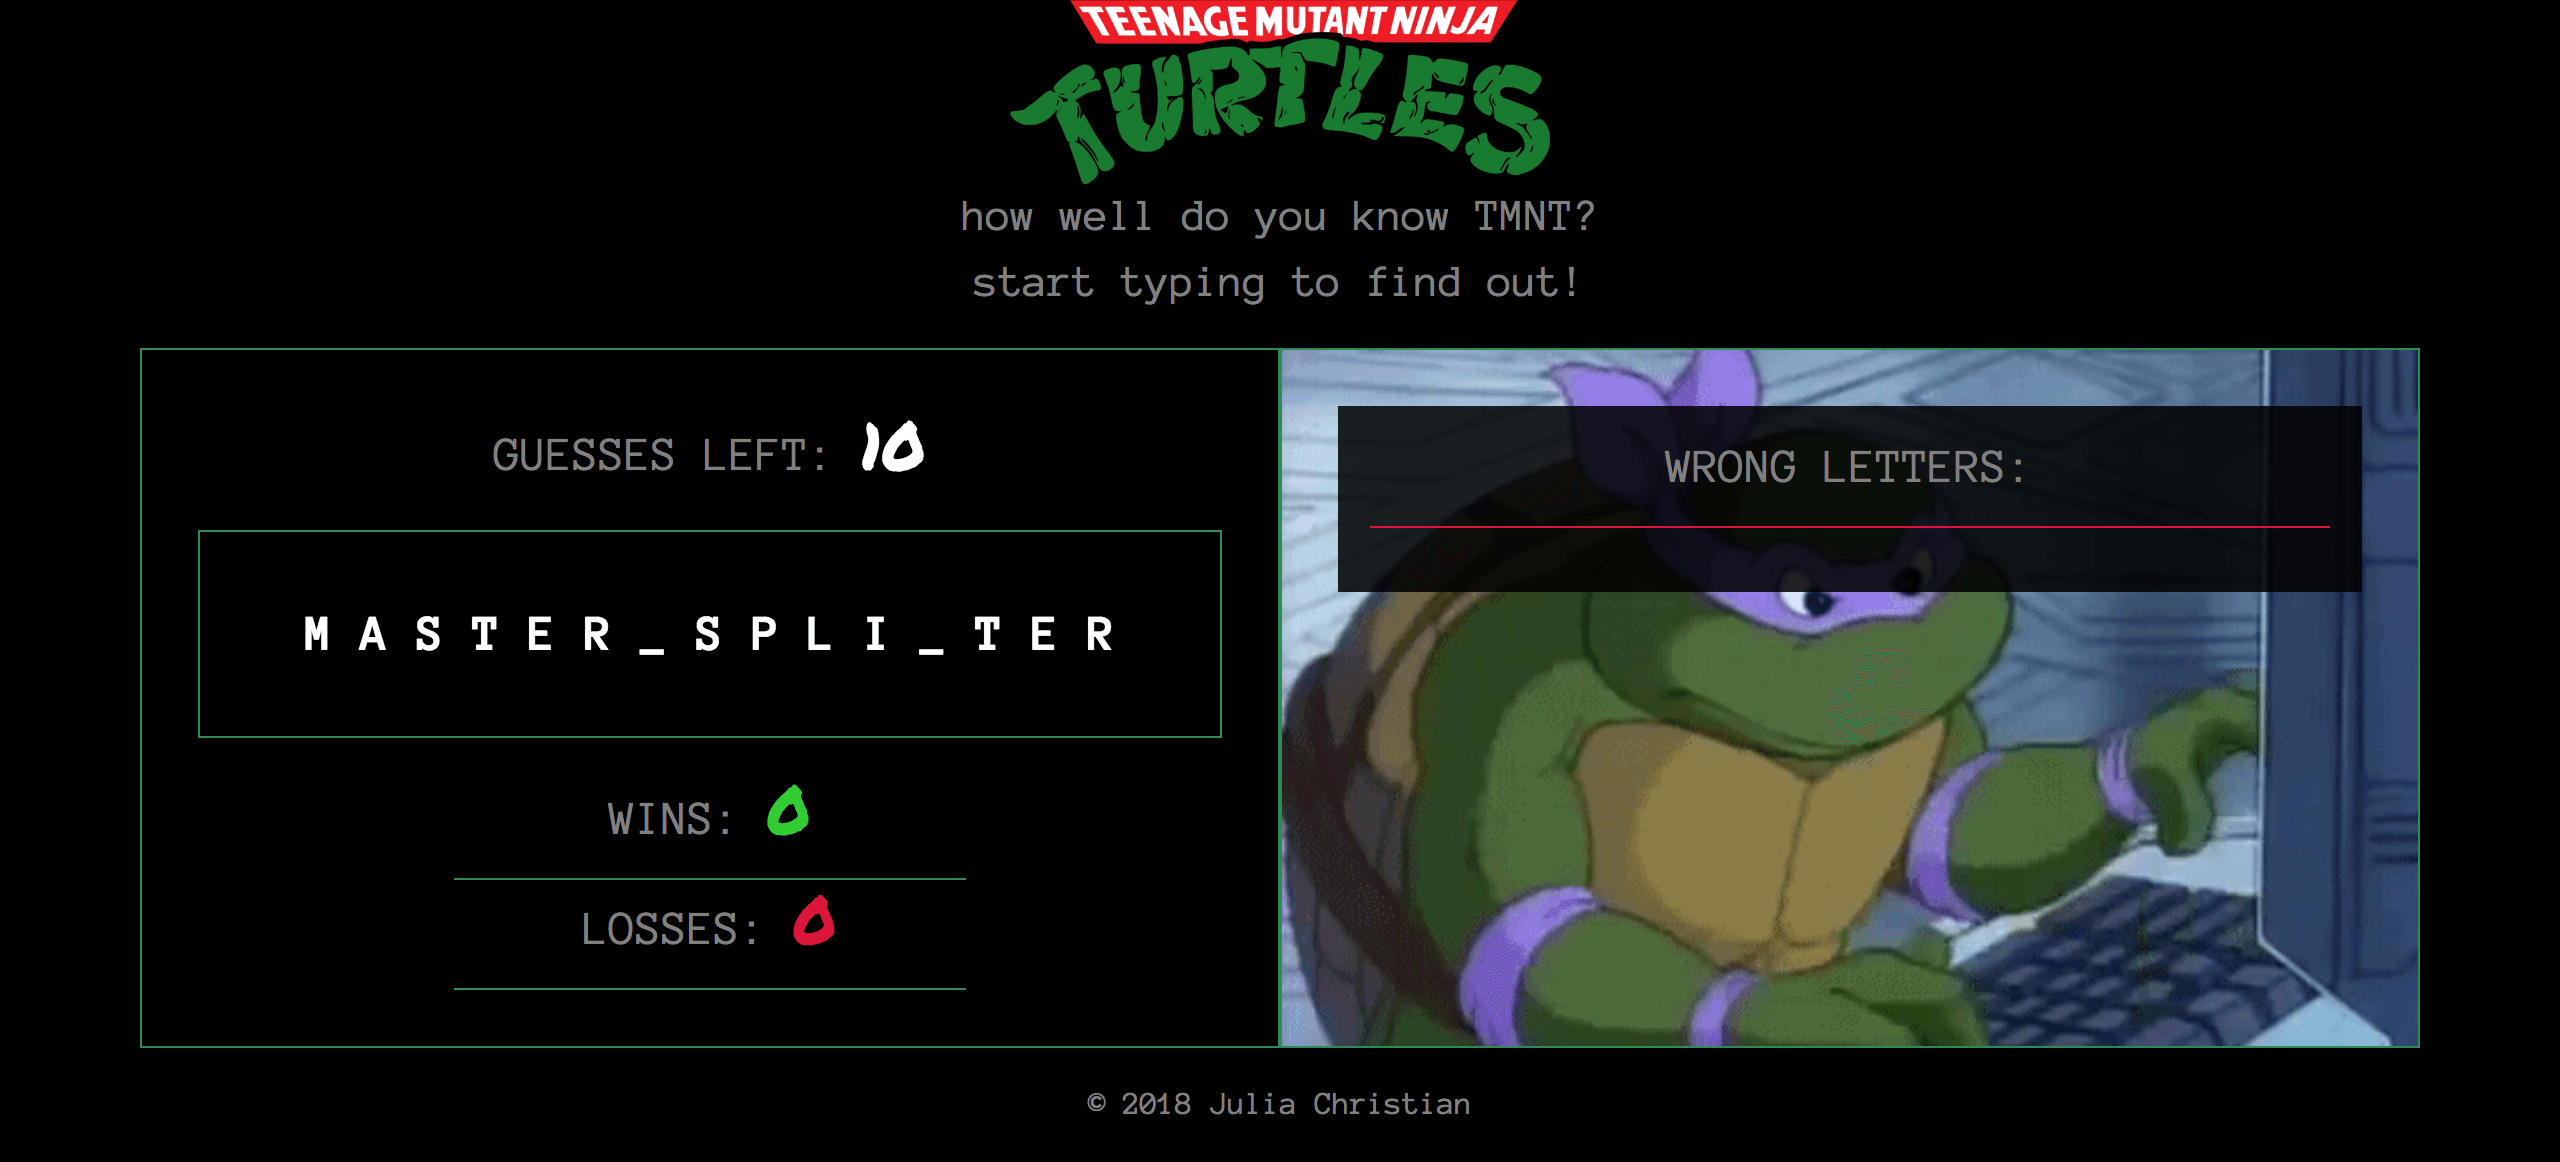 TEENAGE MUTANT NINJA
TURTLES
how well do you know TMNT?
start typing to find out!
GUESSES LEFT: 10
MASTER_SPLI_TER
WINS: 0
LOSSES: 0
WRONG LETTERS:
© 2018 Julia Christian